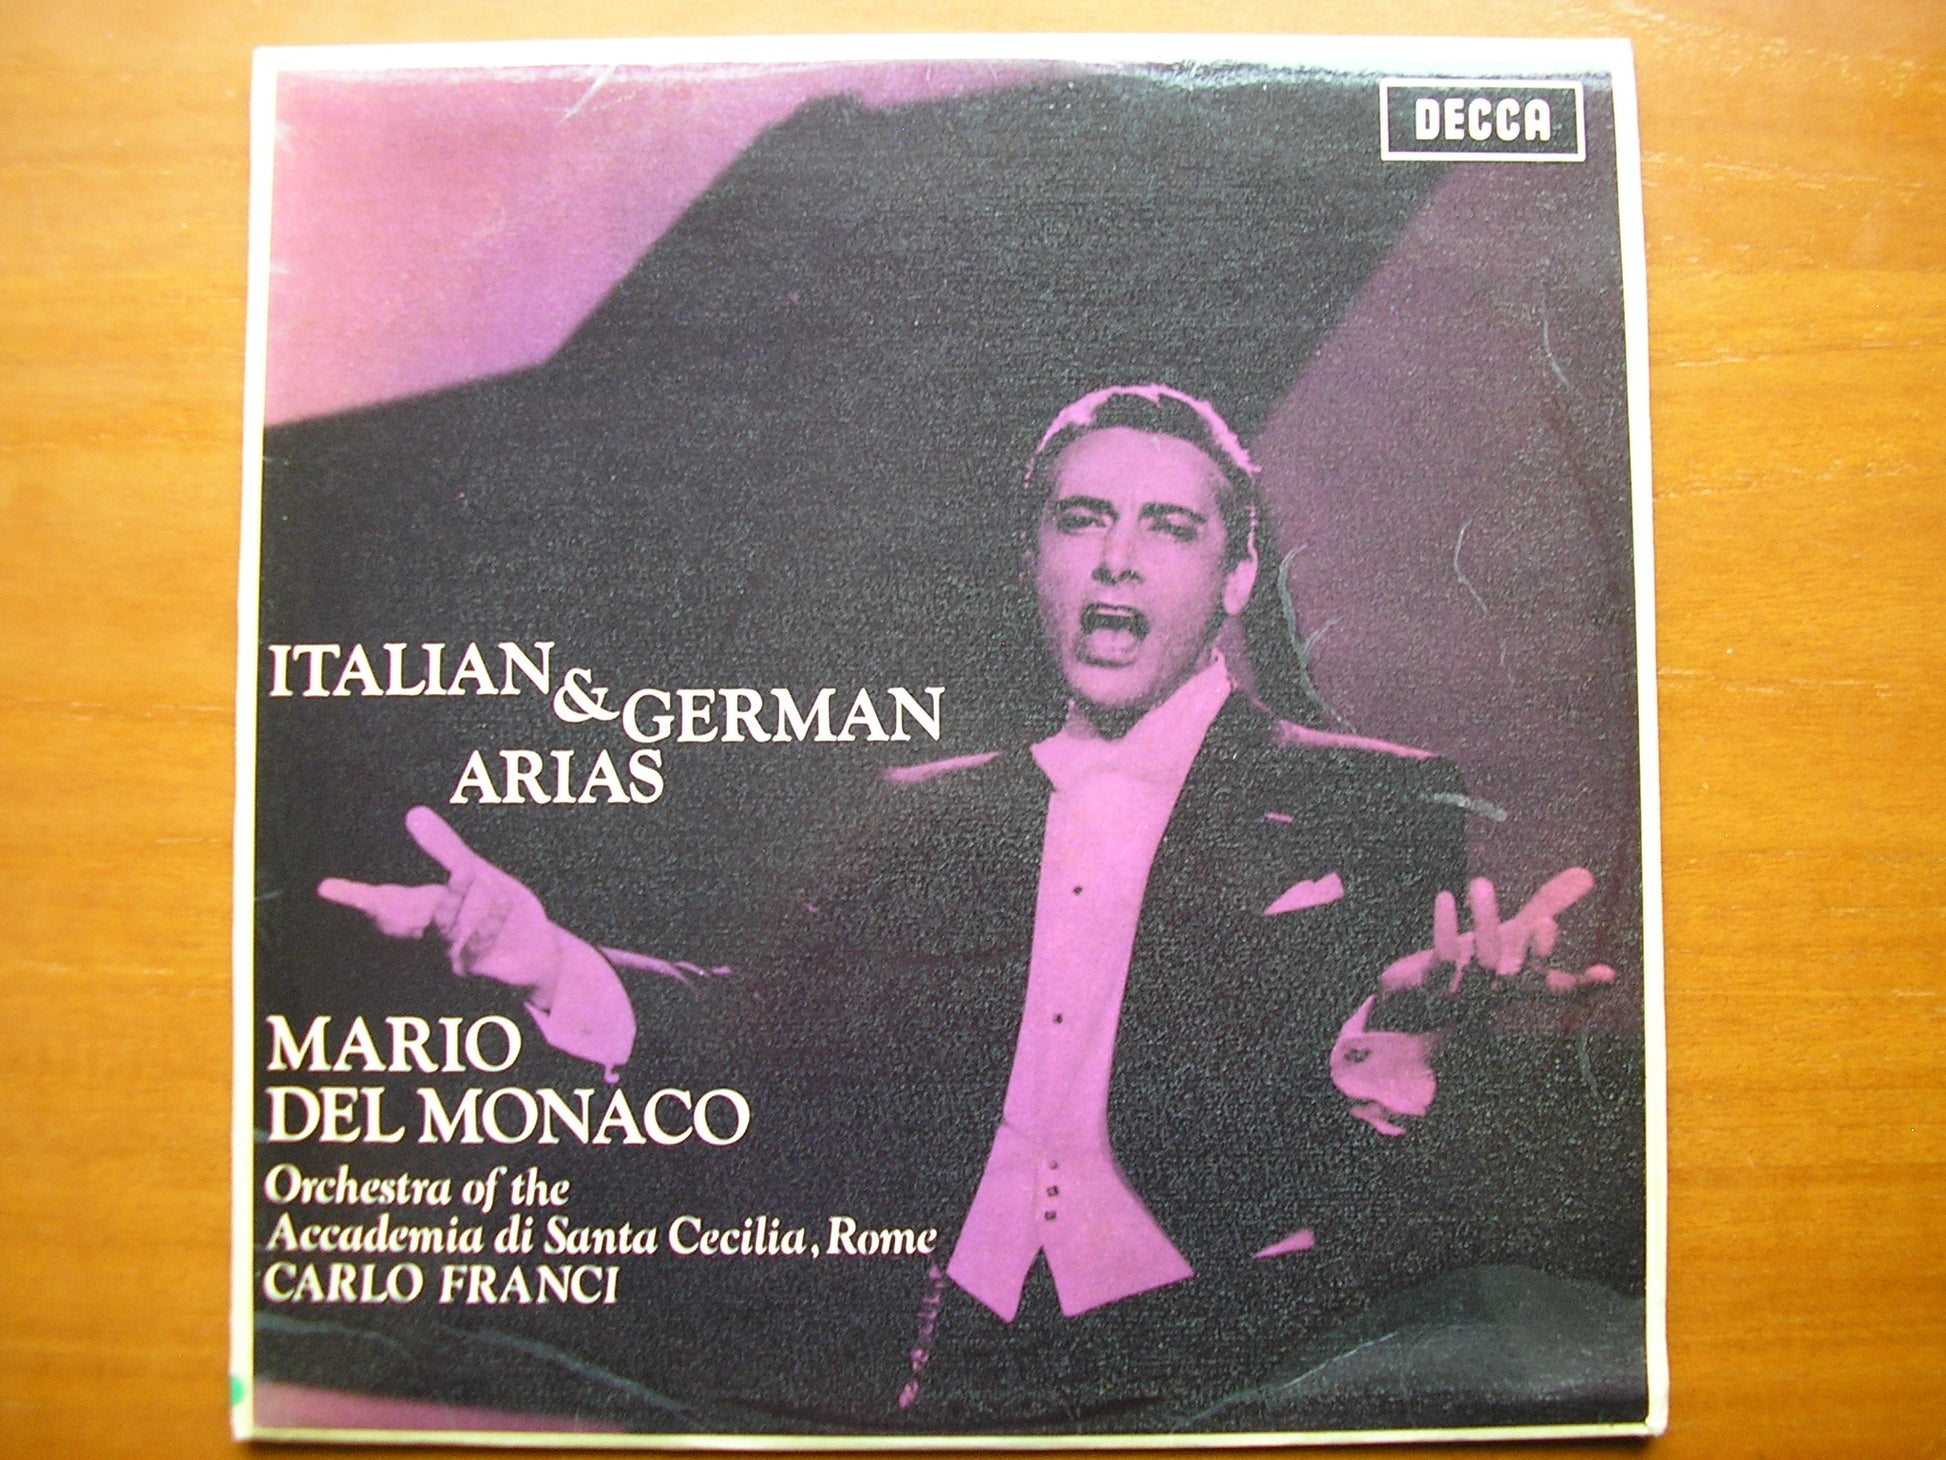 DECCA
ITALIAN & GERMAN
ARIAS
MARIO
DEL MONACO
Orchestra of the
Accademia di Santa Cecilia, Rome
CARLO FRANCI